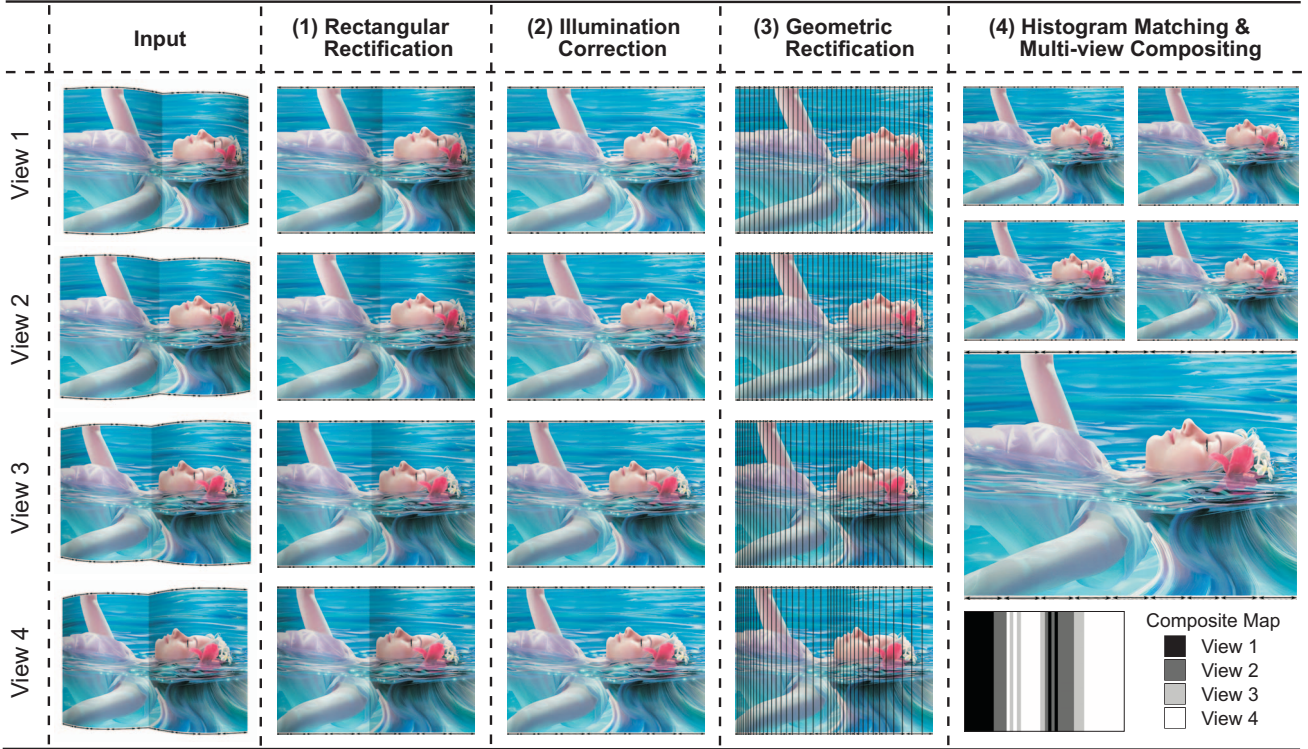 Input
(1) Rectangular
Rectification
(2) Illumination
Correction
(3) Geometric
Rectification
(4) Histogram Matching &
Multi-view Compositing
View 1
View 2
View 3
View 4
Composite Map
View 1
View 2
View 3
View 4